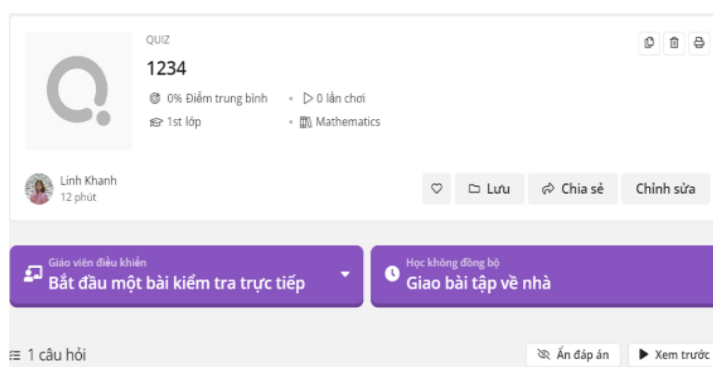 QUIZ
1234
0% Điểm trung bình • 0 lần chơi
1st lớp • Mathematics
Linh Khanh
12 phút
Lưu
Chia sẻ
Chỉnh sửa
Giáo viên điều khiển
Bắt đầu một bài kiểm tra trực tiếp
Học không đồng bộ
Giao bài tập về nhà
1 câu hỏi
Ẩn đáp án
Xem trước